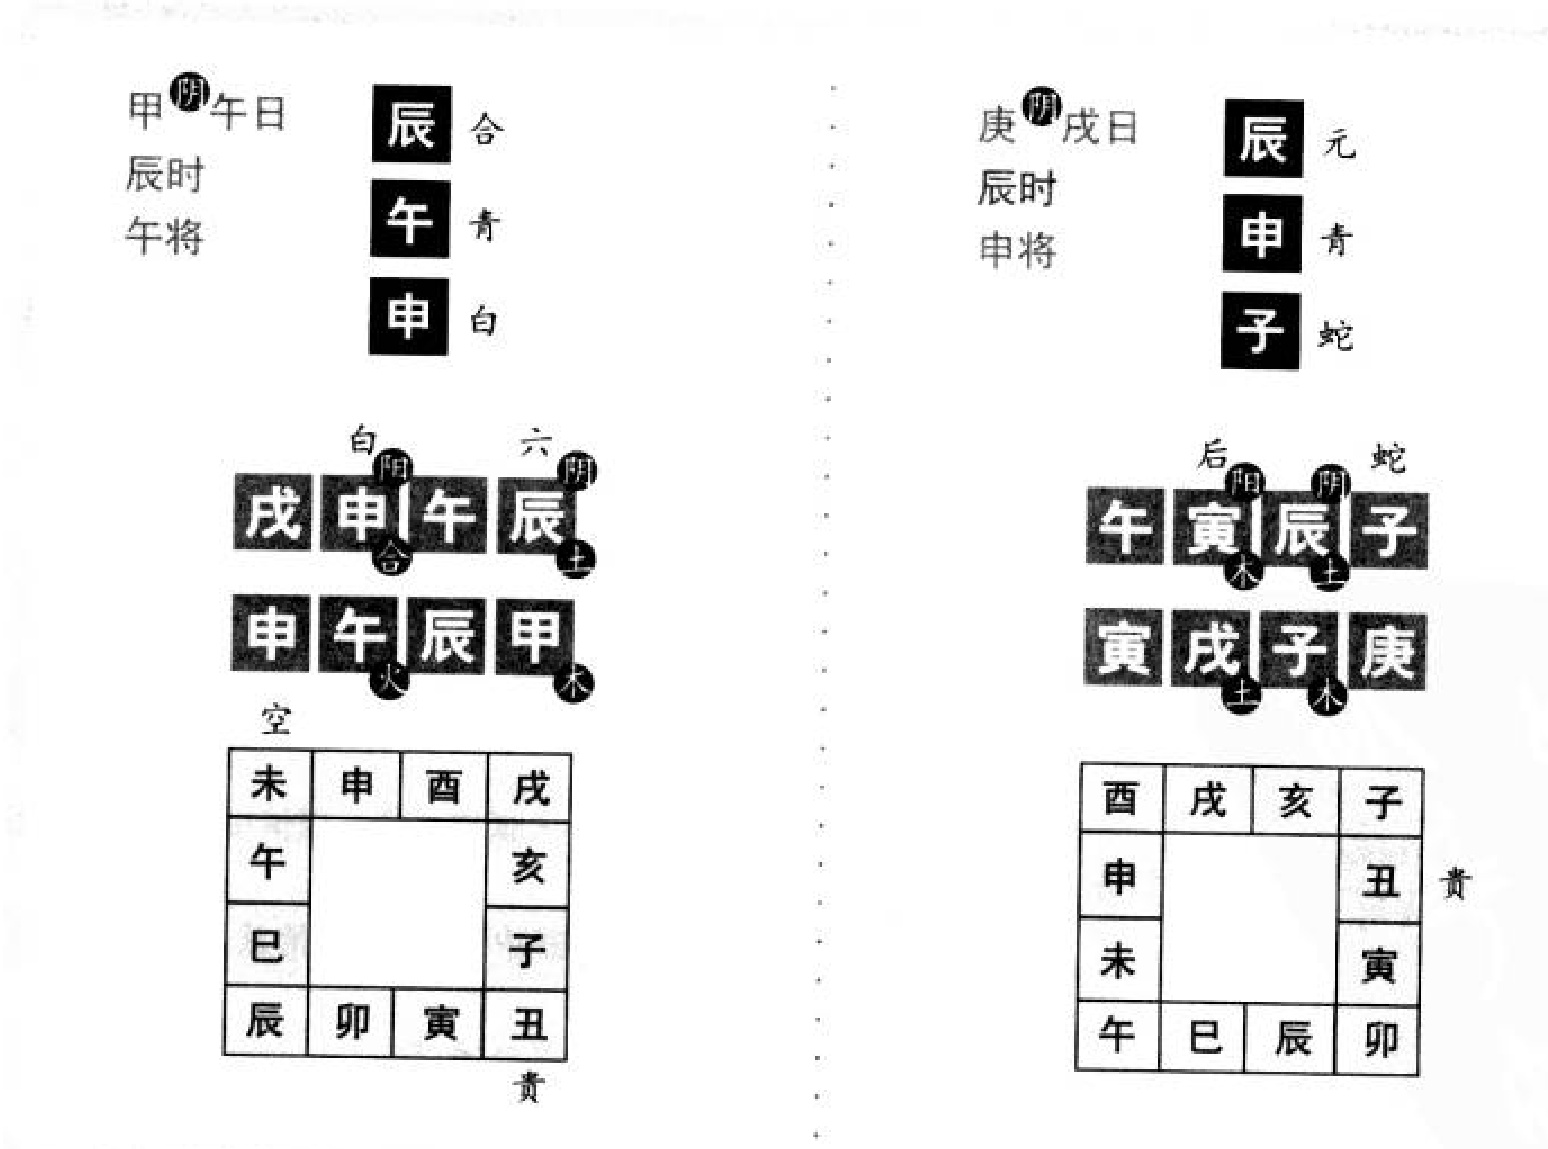 甲阴午日
辰时
午将
辰 合
午 青
申 白
白 六
阳 阴
戌 申 午 辰
合 土
申 午 辰 甲
火 木
空
未 申 酉 戌
午 亥
巳 子
辰 卯 寅 丑
贵
庚阴戌日
辰时
申将
辰 元
申 青
子 蛇
后 蛇
阳 阴
午 寅 辰 子
木 土
寅 戌 子 庚
土 木
酉 戌 亥 子
申 丑 贵
未 寅
午 巳 辰 卯